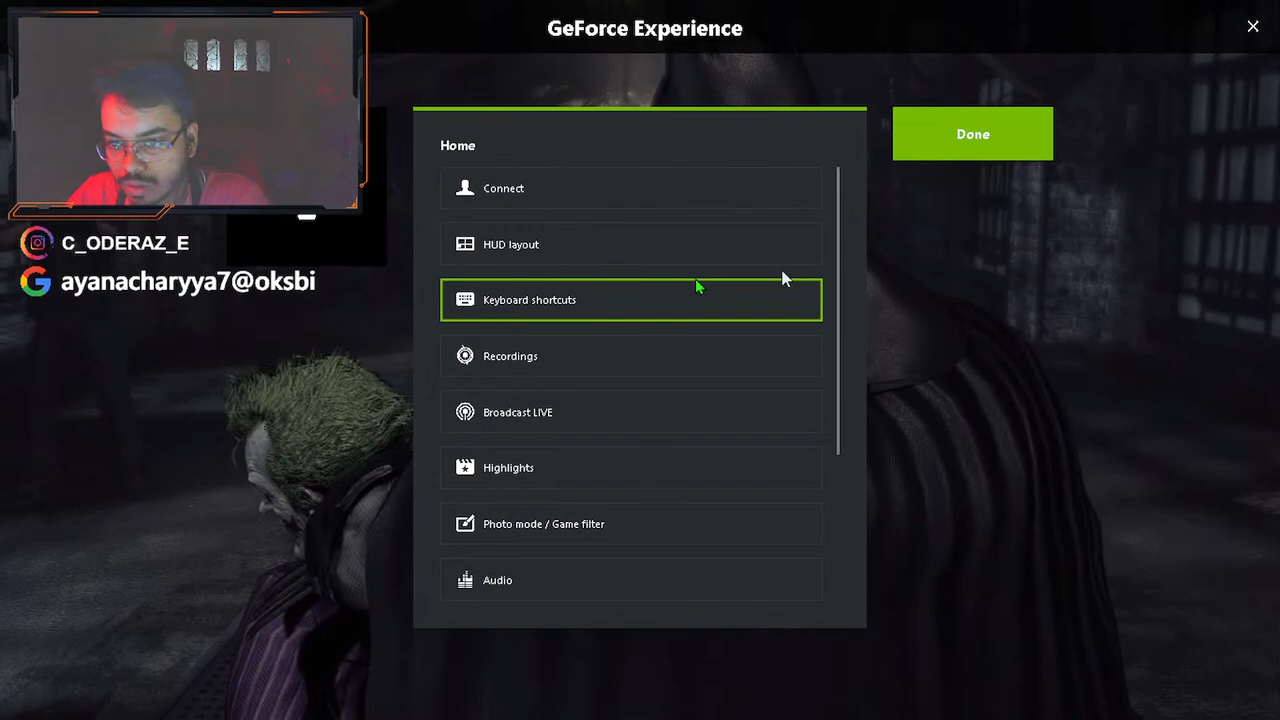 GeForce Experience
Done
Home
Connect
HUD layout
Keyboard shortcuts
Recordings
Broadcast LIVE
Highlights
Photo mode / Game filter
Audio
C_ODERAZ_E
ayanacharyya7@oksbi